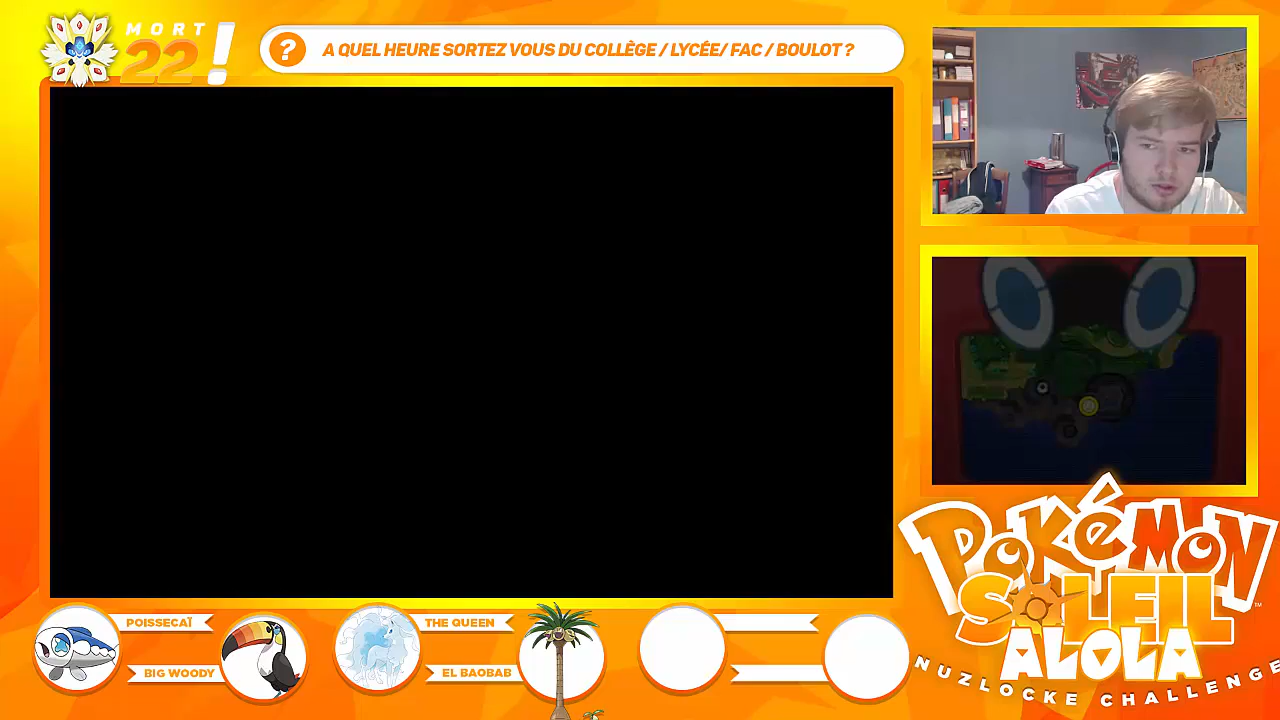 MORT
22!
? A QUEL HEURE SORTEZ VOUS DU COLLÈGE / LYCÉE/ FAC / BOULOT ?
POISSECAÏ
BIG WOODY
THE QUEEN
EL BAOBAB
POKÉMON
SOLEIL
ALOLA
NUZLOCKE CHALLENGE